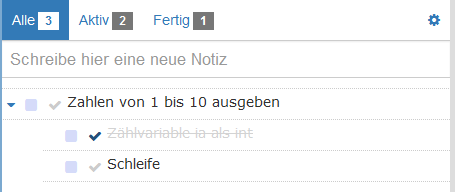 Alle 3 Aktiv 2 Fertig 1
Schreibe hier eine neue Notiz
Zahlen von 1 bis 10 ausgeben
Zählvariable ia als int
Schleife